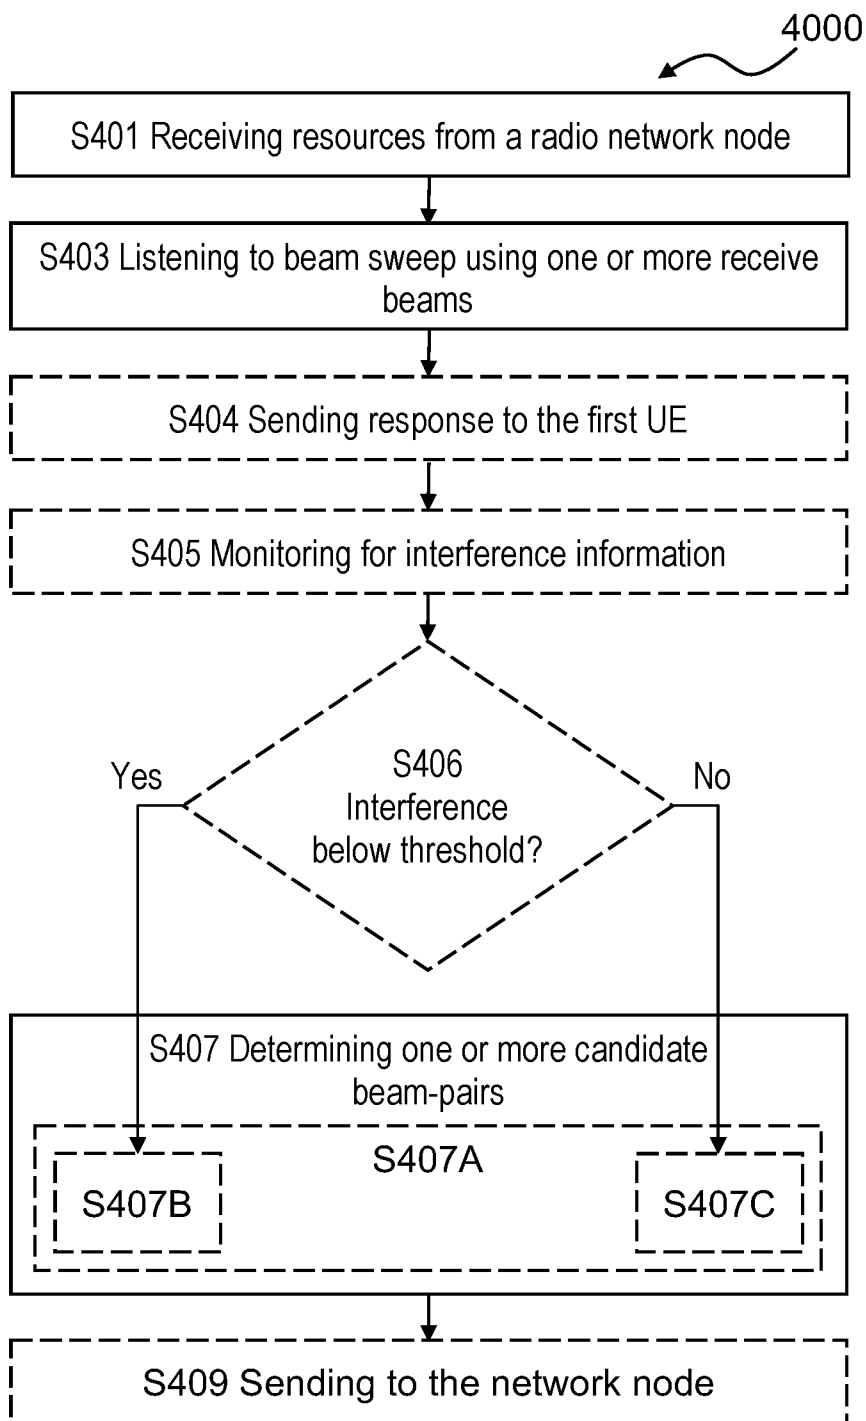 4000
S401 Receiving resources from a radio network node
S403 Listening to beam sweep using one or more receive
beams
S404 Sending response to the first UE
S405 Monitoring for interference information
Yes
S406
Interference
below threshold?
No
S407 Determining one or more candidate
beam-pairs
S407A
S407B
S407C
S409 Sending to the network node